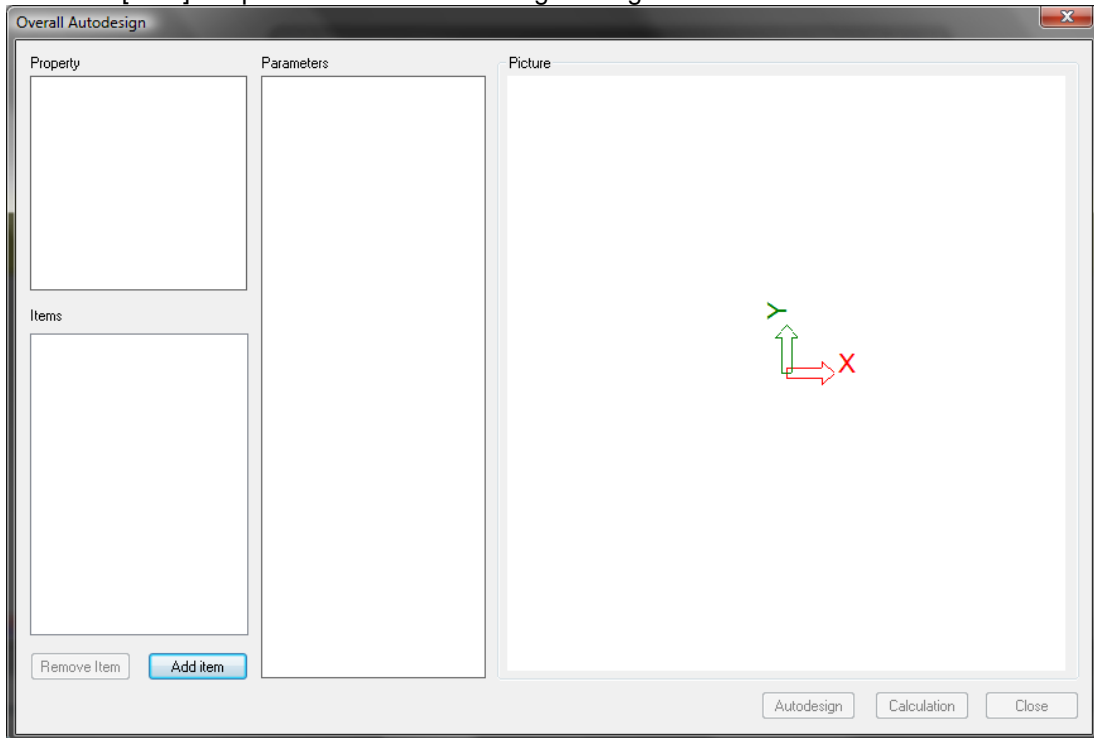 Overall Autodesign
Property
Parameters
Picture
Items
Y
X
Remove Item
Add item
Autodesign
Calculation
Close